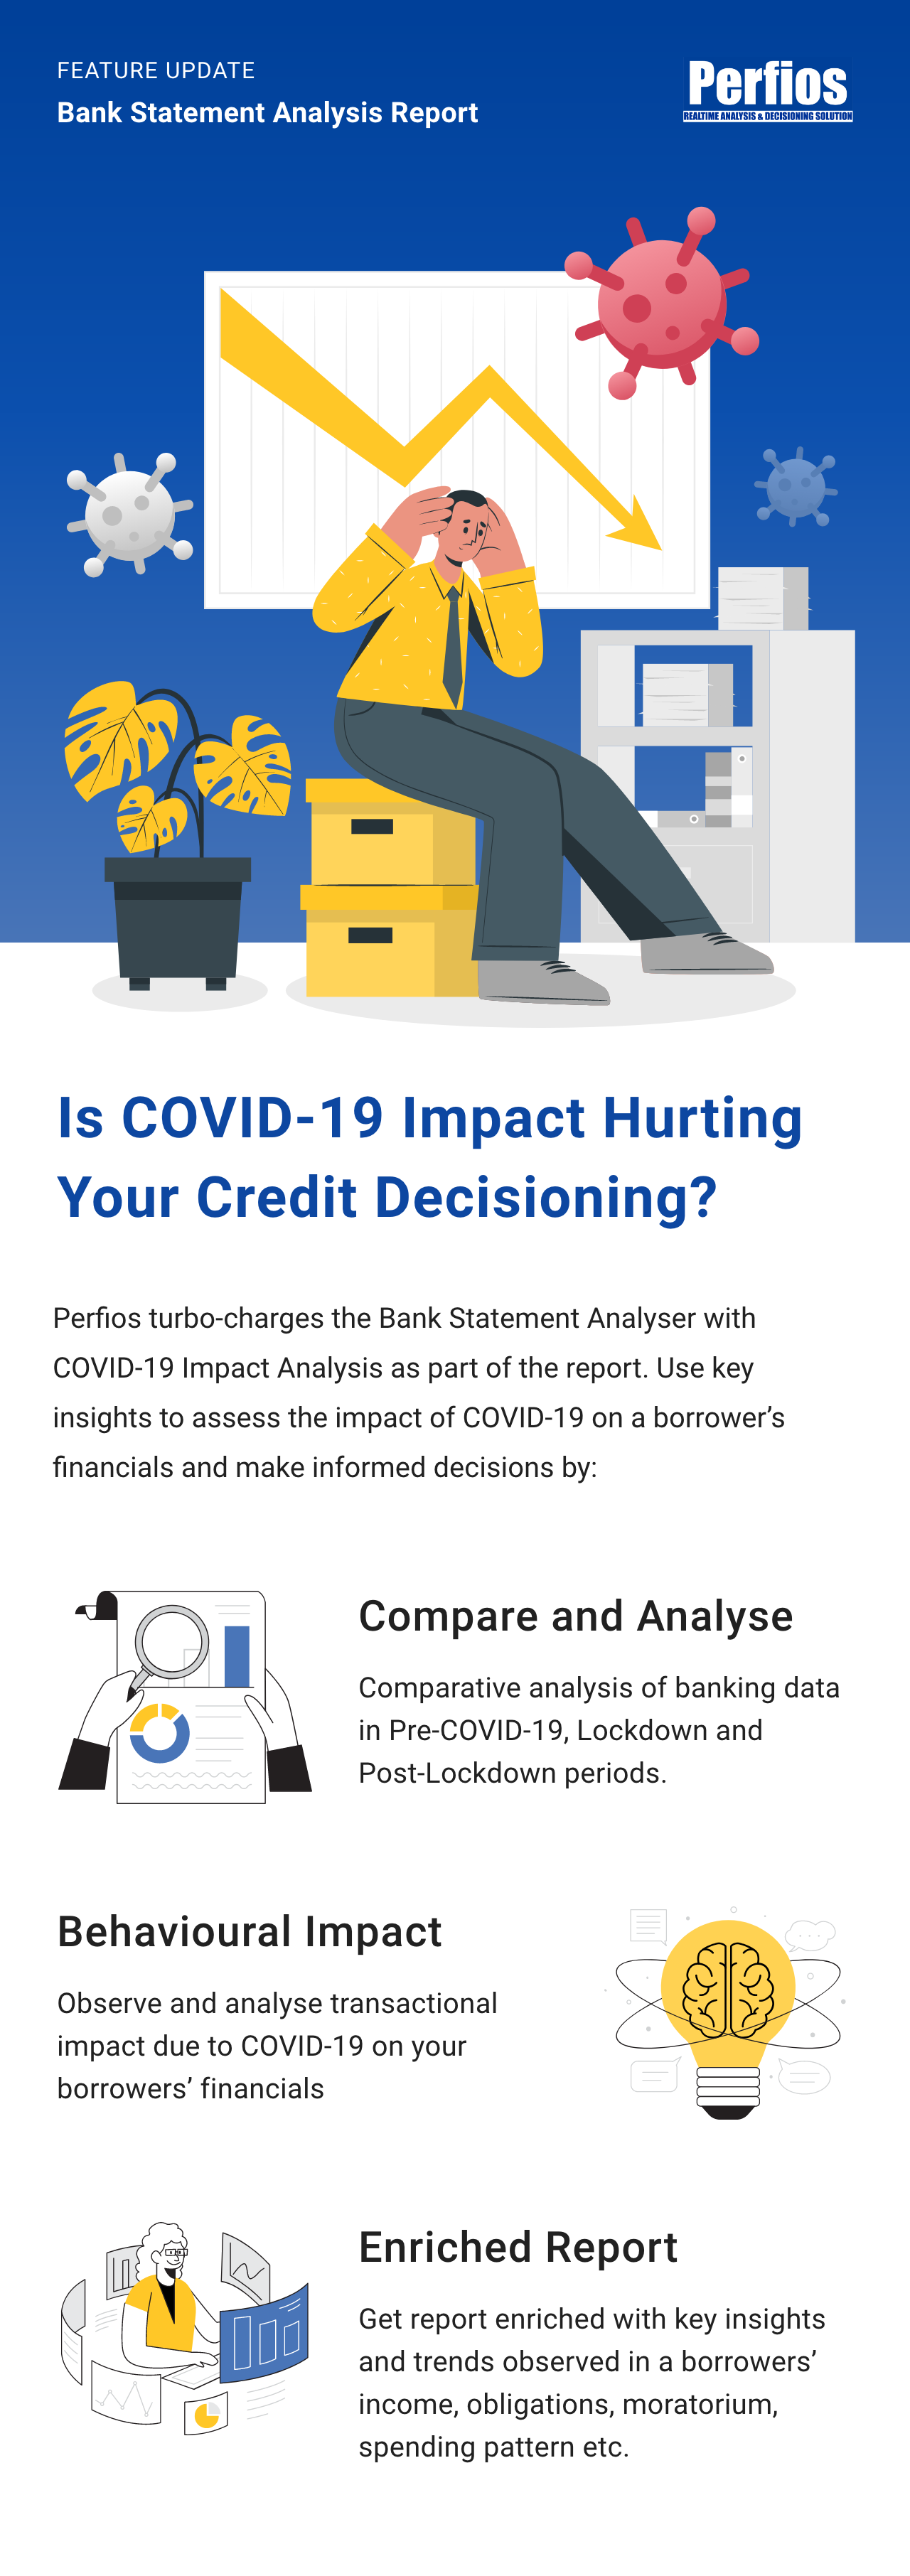 FEATURE UPDATE
Bank Statement Analysis Report
Perfios
REALTIME ANALYSIS & DECISIONING SOLUTION
Is COVID-19 Impact Hurting
Your Credit Decisioning?
Perfios turbo-charges the Bank Statement Analyser with
COVID-19 Impact Analysis as part of the report. Use key
insights to assess the impact of COVID-19 on a borrower’s
financials and make informed decisions by:
Compare and Analyse
Comparative analysis of banking data
in Pre-COVID-19, Lockdown and
Post-Lockdown periods.
Behavioural Impact
Observe and analyse transactional
impact due to COVID-19 on your
borrowers’ financials
Enriched Report
Get report enriched with key insights
and trends observed in a borrowers’
income, obligations, moratorium,
spending pattern etc.